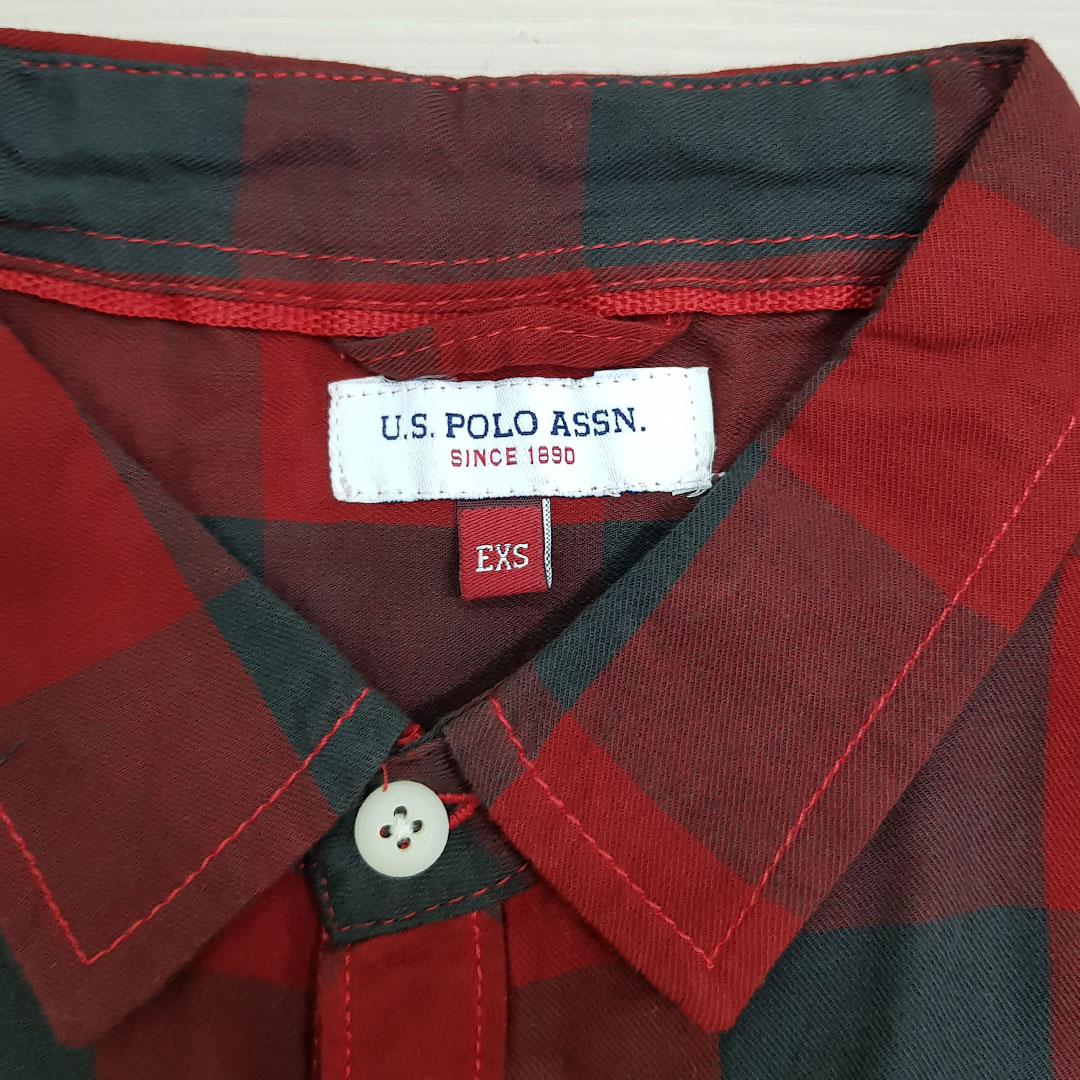 U.S. POLO ASSN.
SINCE 1890
EXS